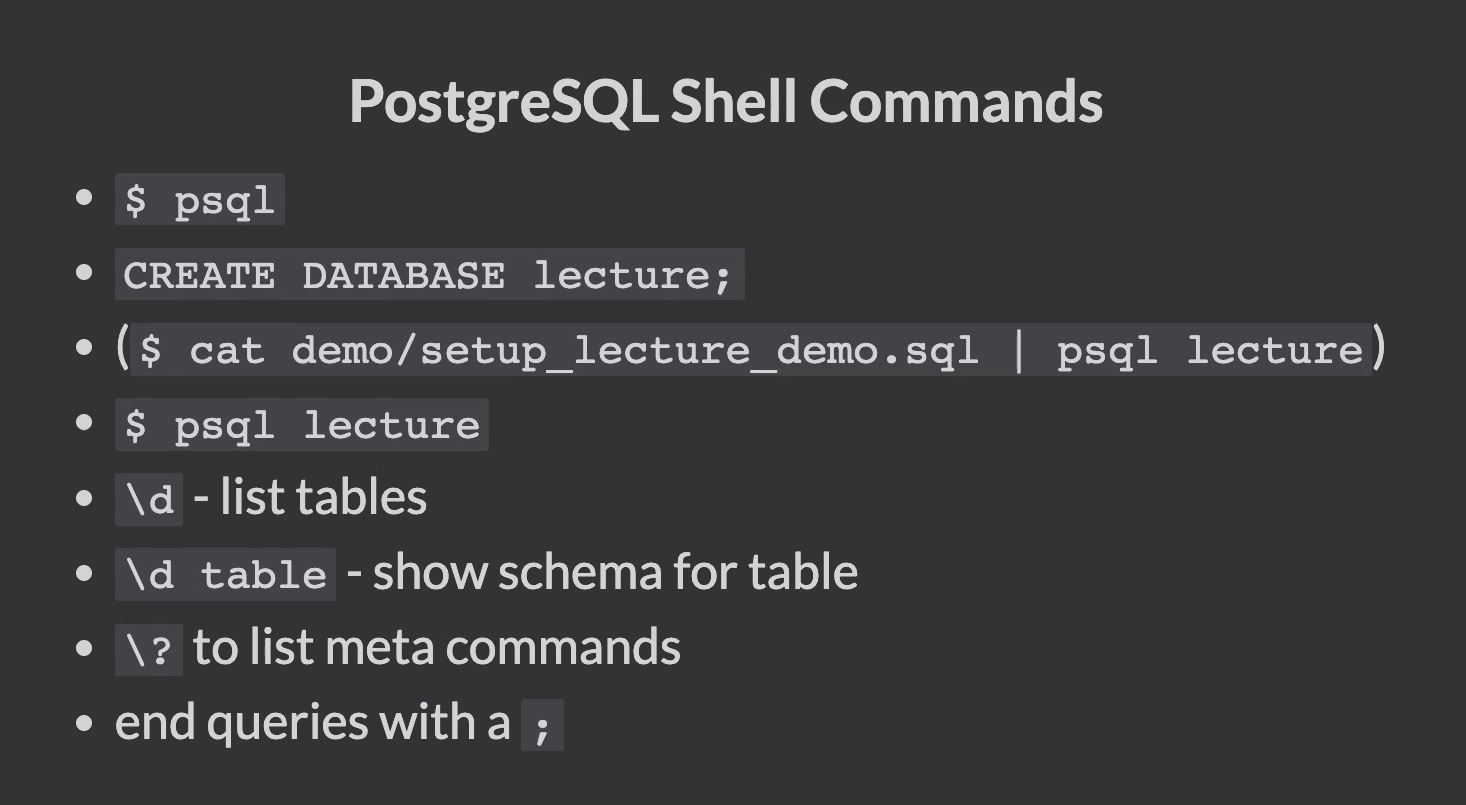 PostgreSQL Shell Commands
• $ psql
• CREATE DATABASE lecture;
• ($ cat demo/setup_lecture_demo.sql | psql lecture)
• $ psql lecture
• \d - list tables
• \d table - show schema for table
• \? to list meta commands
• end queries with a ;